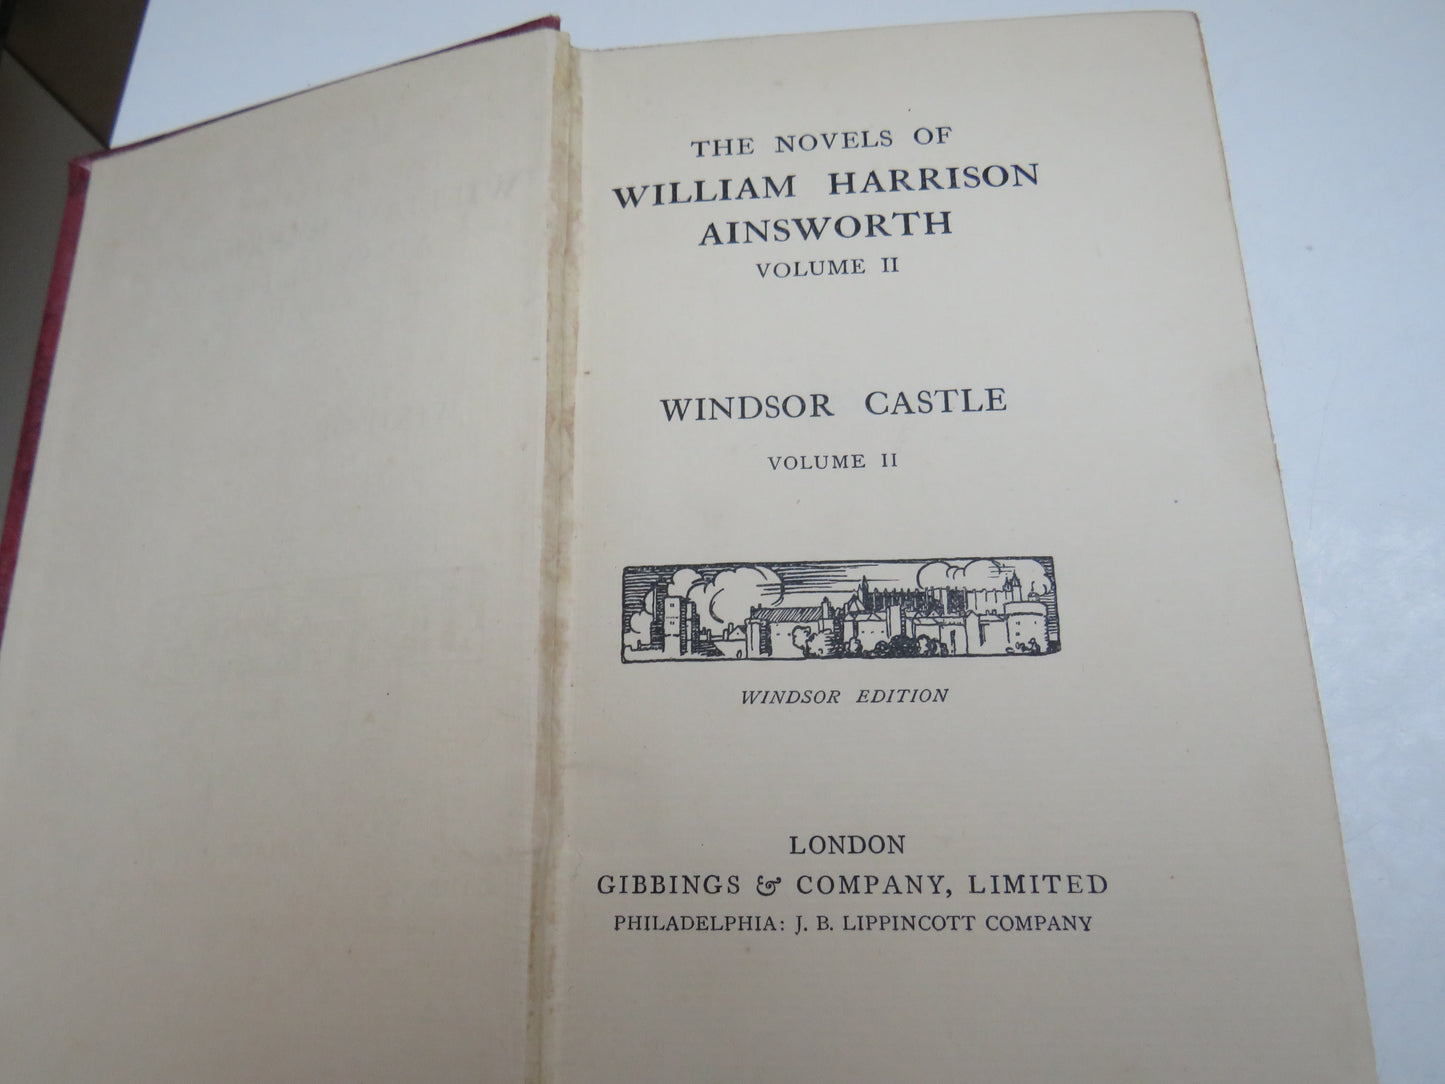 THE NOVELS OF
WILLIAM HARRISON
AINSWORTH
VOLUME II
WINDSOR CASTLE
VOLUME II
WINDSOR EDITION
LONDON
GIBBINGS & COMPANY, LIMITED
PHILADELPHIA: J. B. LIPPINCOTT COMPANY